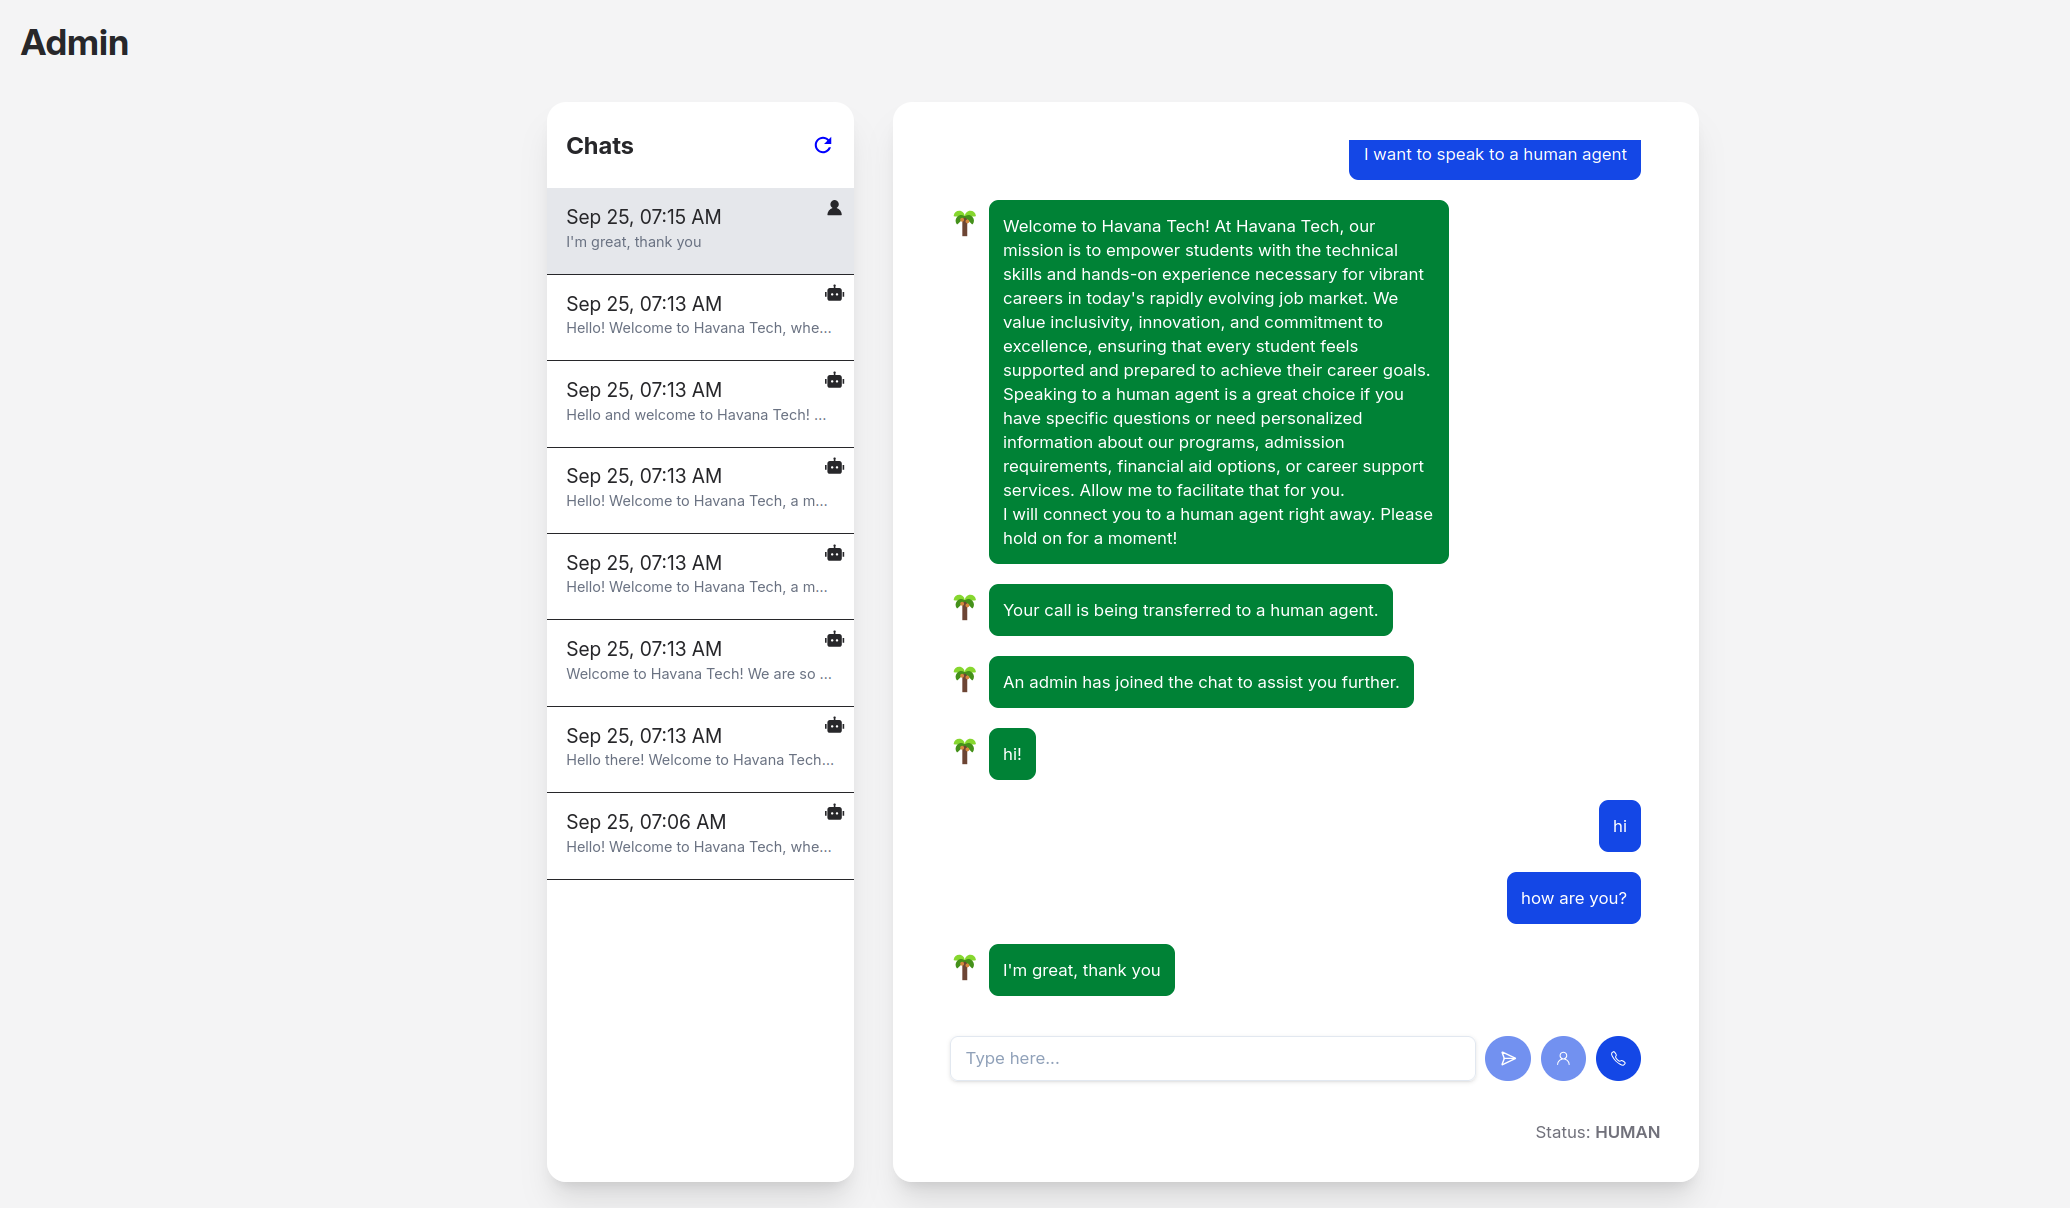 Admin
Chats
Sep 25, 07:15 AM
I'm great, thank you
Sep 25, 07:13 AM
Hello! Welcome to Havana Tech, whe...
Sep 25, 07:13 AM
Hello and welcome to Havana Tech! ...
Sep 25, 07:13 AM
Hello! Welcome to Havana Tech, a m...
Sep 25, 07:13 AM
Hello! Welcome to Havana Tech, a m...
Sep 25, 07:13 AM
Welcome to Havana Tech! We are so ...
Sep 25, 07:13 AM
Hello there! Welcome to Havana Tech...
Sep 25, 07:06 AM
Hello! Welcome to Havana Tech, whe...
I want to speak to a human agent
Welcome to Havana Tech! At Havana Tech, our
mission is to empower students with the technical
skills and hands-on experience necessary for vibrant
careers in today's rapidly evolving job market. We
value inclusivity, innovation, and commitment to
excellence, ensuring that every student feels
supported and prepared to achieve their career goals.
Speaking to a human agent is a great choice if you
have specific questions or need personalized
information about our programs, admission
requirements, financial aid options, or career support
services. Allow me to facilitate that for you.
I will connect you to a human agent right away. Please
hold on for a moment!
Your call is being transferred to a human agent.
An admin has joined the chat to assist you further.
hi!
hi
how are you?
I'm great, thank you
Type here...
Status: HUMAN